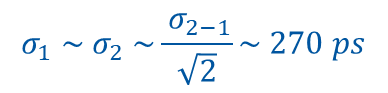 σ₁ ~ σ₂ ~ σ₂₋₁/√2 ~ 270 ps